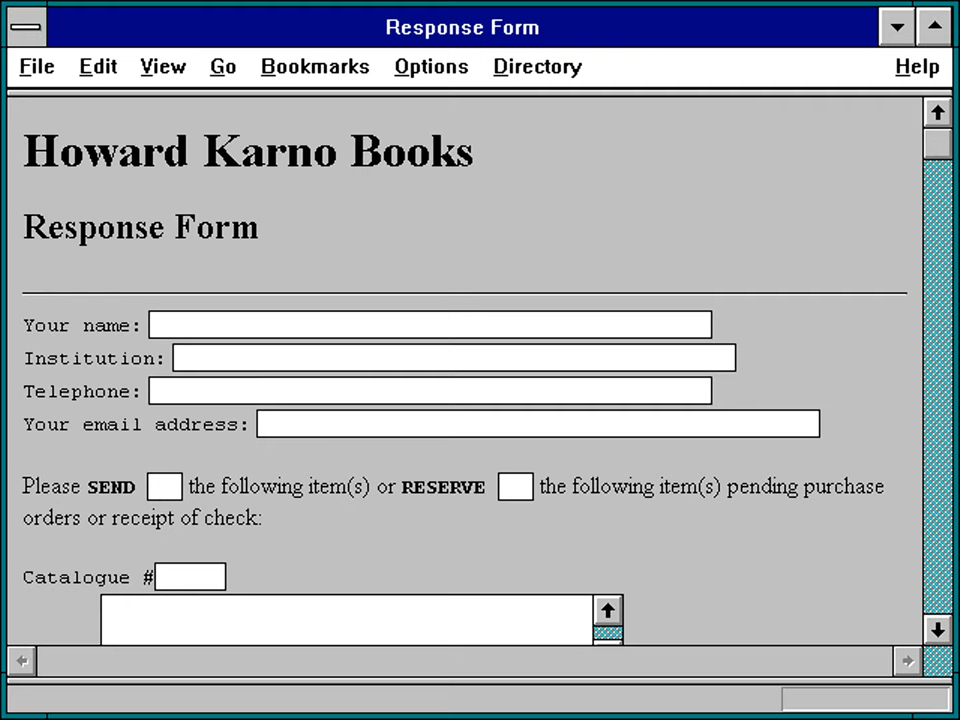 Response Form
File Edit View Go Bookmarks Options Directory Help
Howard Karno Books
Response Form
Your name:
Institution:
Telephone:
Your email address:
Please SEND the following item(s) or RESERVE the following item(s) pending purchase
orders or receipt of check:
Catalogue #